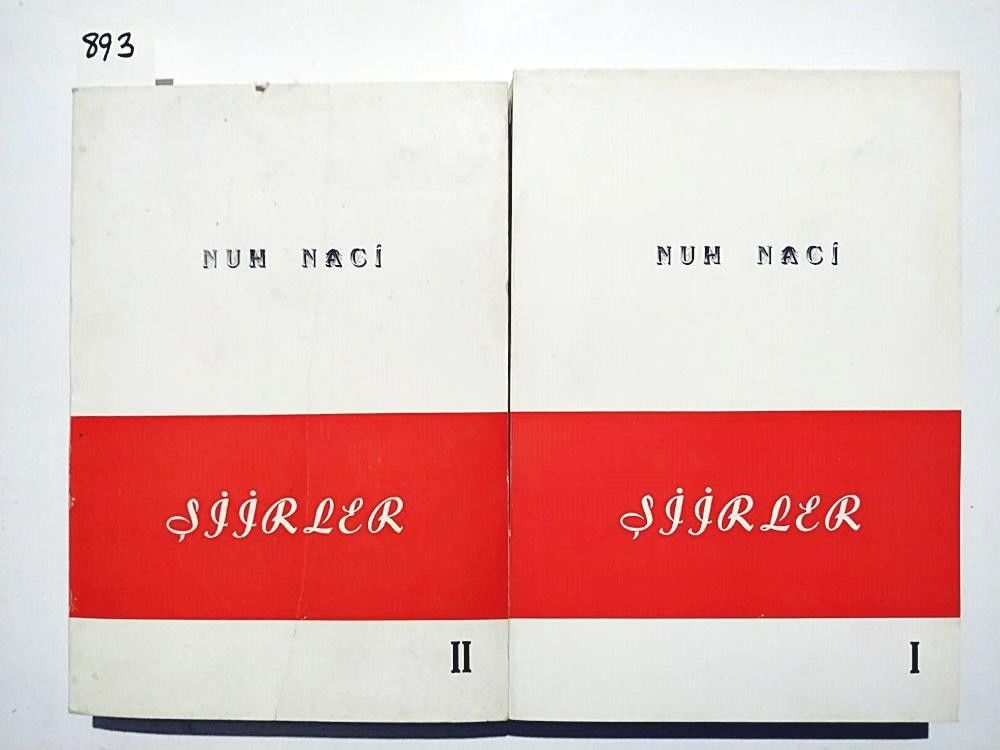 893
NUH NACİ
ŞİİRLER
II
NUH NACİ
ŞİİRLER
I